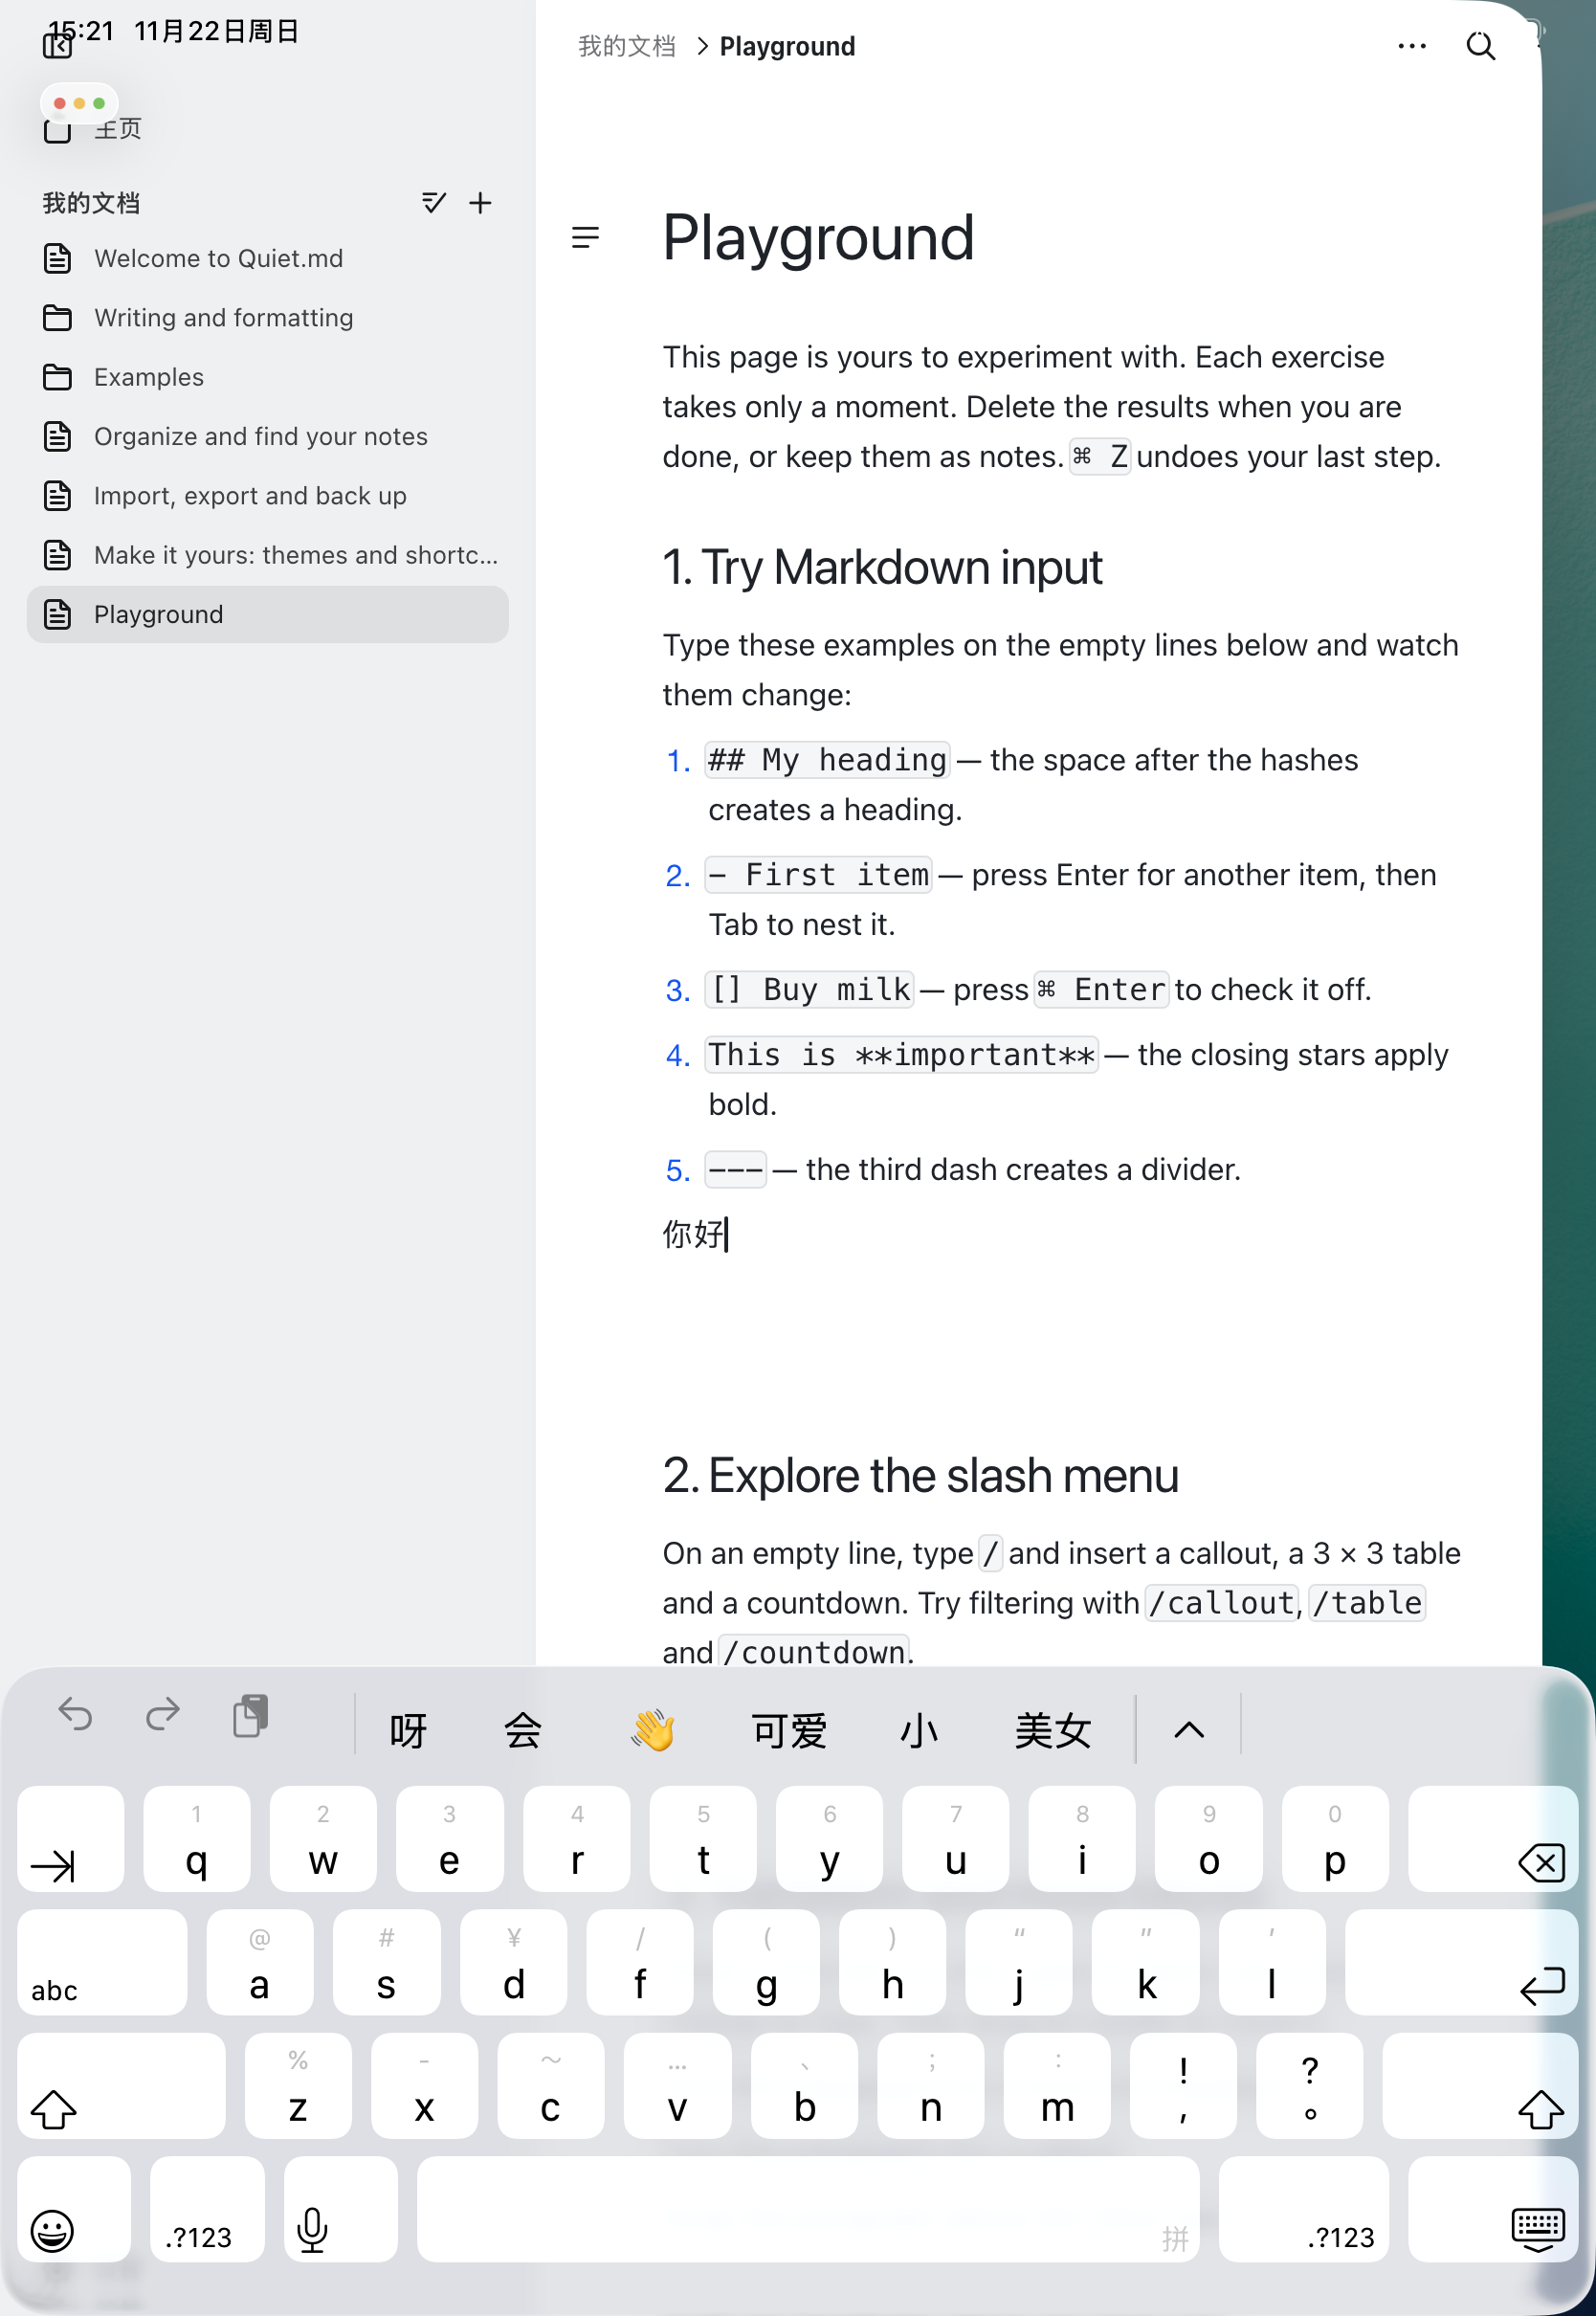 15:21 11月22日周日
主页
我的文档
Welcome to Quiet.md
Writing and formatting
Examples
Organize and find your notes
Import, export and back up
Make it yours: themes and shortc...
Playground
我的文档 > Playground
Playground
This page is yours to experiment with. Each exercise
takes only a moment. Delete the results when you are
done, or keep them as notes. ⌘ Z undoes your last step.
1. Try Markdown input
Type these examples on the empty lines below and watch
them change:
1. ## My heading — the space after the hashes
creates a heading.
2. - First item — press Enter for another item, then
Tab to nest it.
3. [] Buy milk — press ⌘ Enter to check it off.
4. This is **important** — the closing stars apply
bold.
5. --- — the third dash creates a divider.
你好
2. Explore the slash menu
On an empty line, type / and insert a callout, a 3 × 3 table
and a countdown. Try filtering with /callout, /table
and /countdown.
呀 会 👋 可爱 小 美女
1 2 3 4 5 6 7 8 9 0
q w e r t y u i o p
@ # ¥ / ( ) “ ” ’
abc a s d f g h j k l
% - ～ … 、 ; : ! ?
z x c v b n m , 。
.?123 拼 .?123